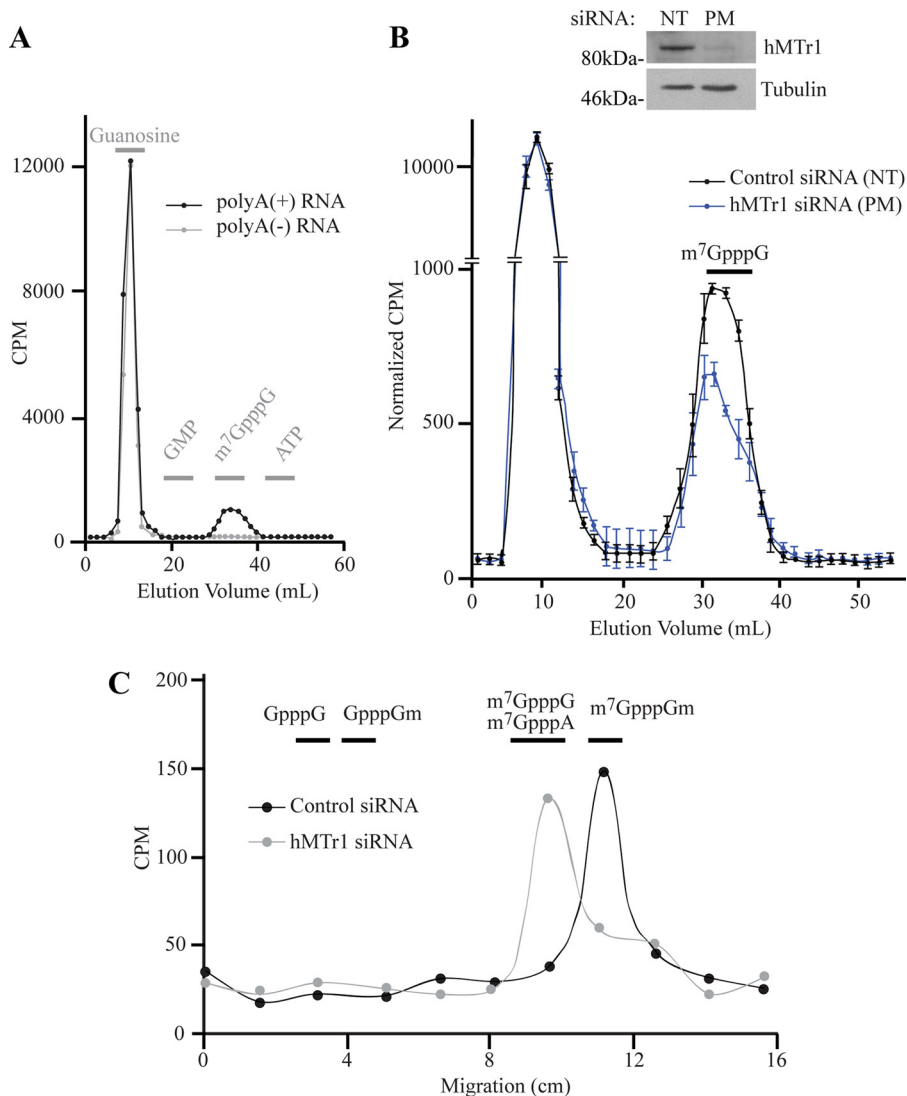 A
Guanosine
12000
polyA(+) RNA
polyA(-) RNA
8000
CPM
4000
GMP
m⁷GpppG
ATP
0
0 20 40 60
Elution Volume (mL)
B
siRNA: NT PM
80kDa- hMTr1
46kDa- Tubulin
10000
Control siRNA (NT)
hMTr1 siRNA (PM)
m⁷GpppG
1000
Normalized CPM
500
0
0 10 20 30 40 50
Elution Volume (mL)
C
200
GpppG GpppGm m⁷GpppG m⁷GpppGm
m⁷GpppA
150
Control siRNA
hMTr1 siRNA
CPM
100
50
0
0 4 8 12 16
Migration (cm)